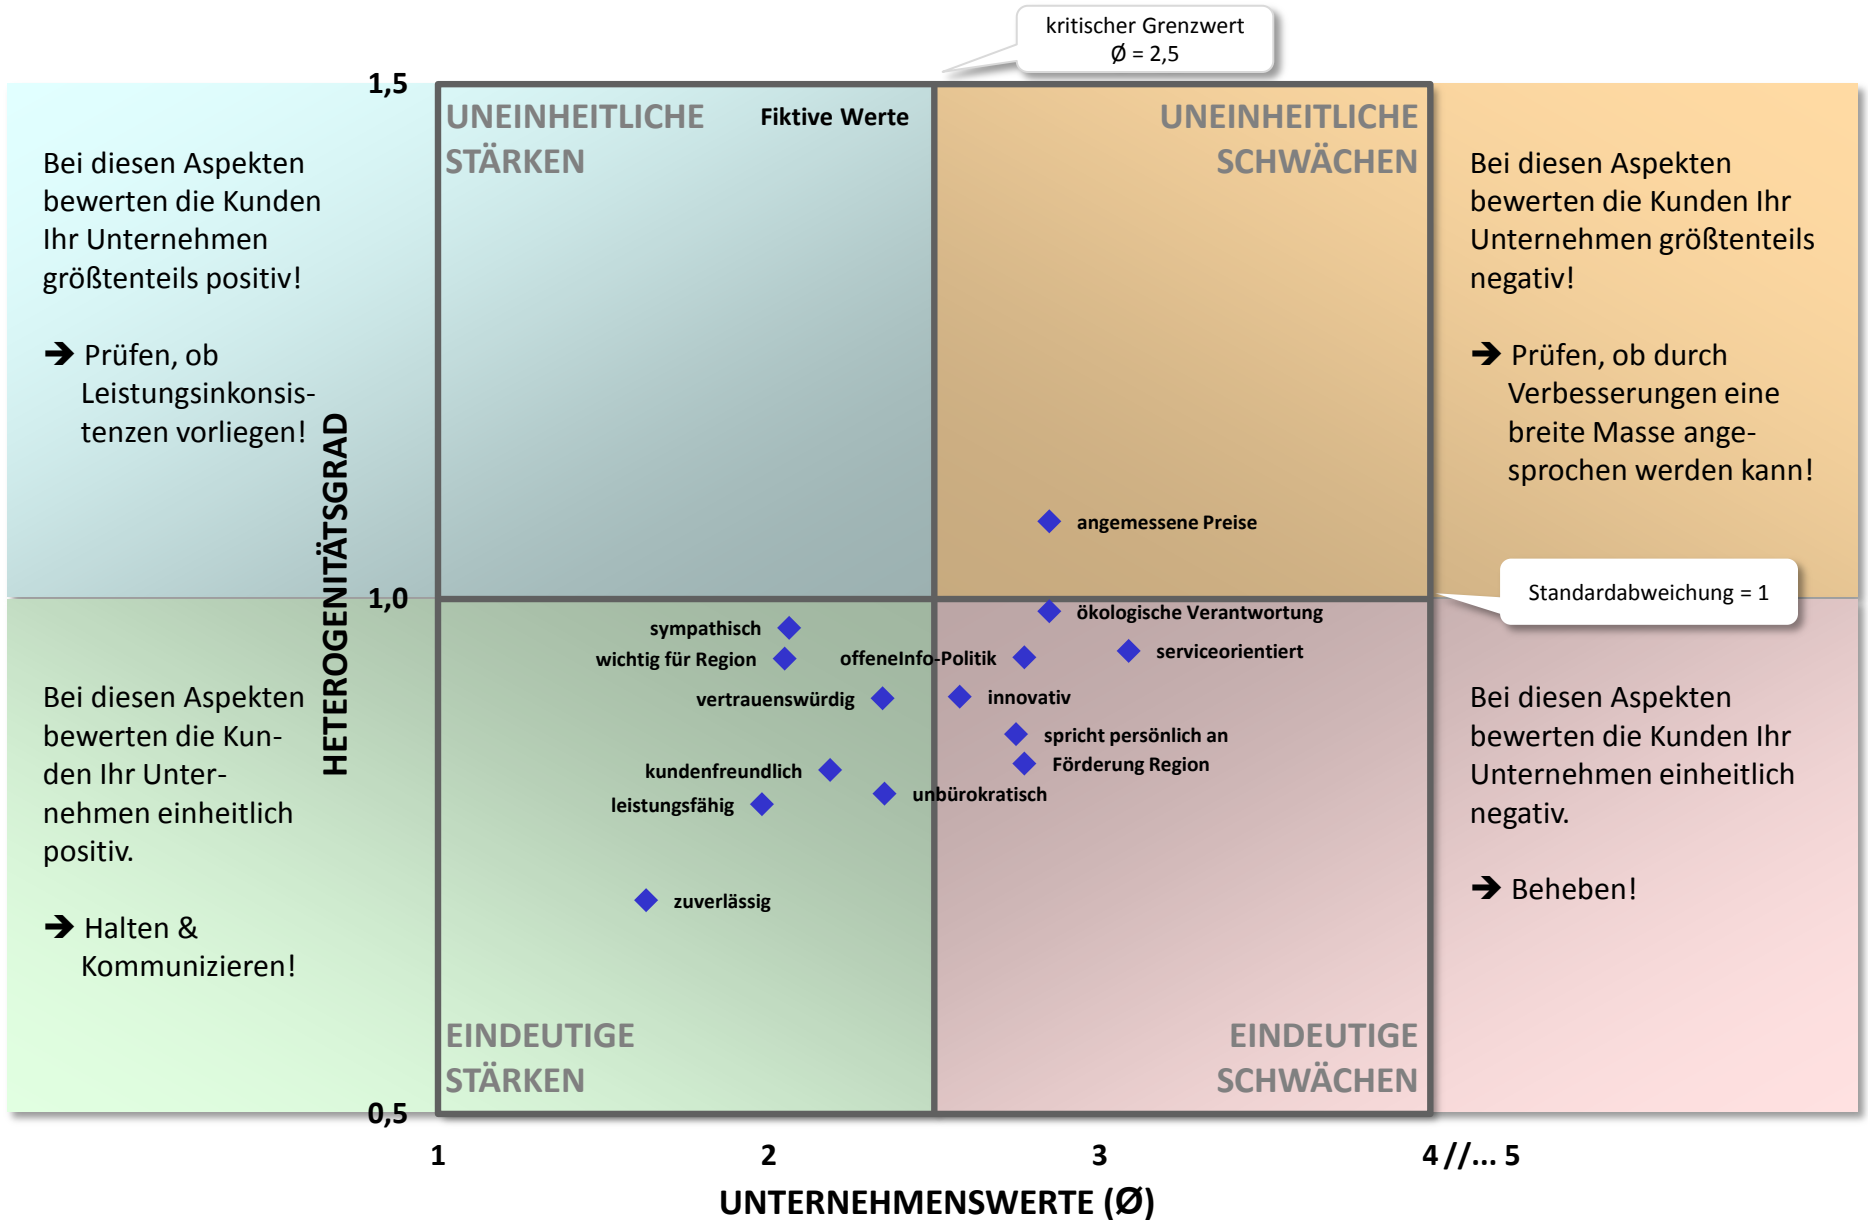 kritischer Grenzwert
Ø = 2,5
1,5
UNEINHEITLICHE
STÄRKEN
Fiktive Werte
UNEINHEITLICHE
SCHWÄCHEN
Bei diesen Aspekten
bewerten die Kunden
Ihr Unternehmen
größtenteils positiv!
➔ Prüfen, ob
Leistungsinkonsis-
tenzen vorliegen!
Bei diesen Aspekten
bewerten die Kunden Ihr
Unternehmen größtenteils
negativ!
➔ Prüfen, ob durch
Verbesserungen eine
breite Masse ange-
sprochen werden kann!
HETEROGENITÄTSGRAD
angemessene Preise
1,0
Standardabweichung = 1
ökologische Verantwortung
sympathisch
serviceorientiert
wichtig für Region
offeneInfo-Politik
vertrauenswürdig
innovativ
spricht persönlich an
Förderung Region
kundenfreundlich
unbürokratisch
leistungsfähig
zuverlässig
Bei diesen Aspekten
bewerten die Kun-
den Ihr Unter-
nehmen einheitlich
positiv.
➔ Halten &
Kommunizieren!
Bei diesen Aspekten
bewerten die Kunden Ihr
Unternehmen einheitlich
negativ.
➔ Beheben!
EINDEUTIGE
STÄRKEN
EINDEUTIGE
SCHWÄCHEN
0,5
1 2 3 4 //... 5
UNTERNEHMENSWERTE (Ø)